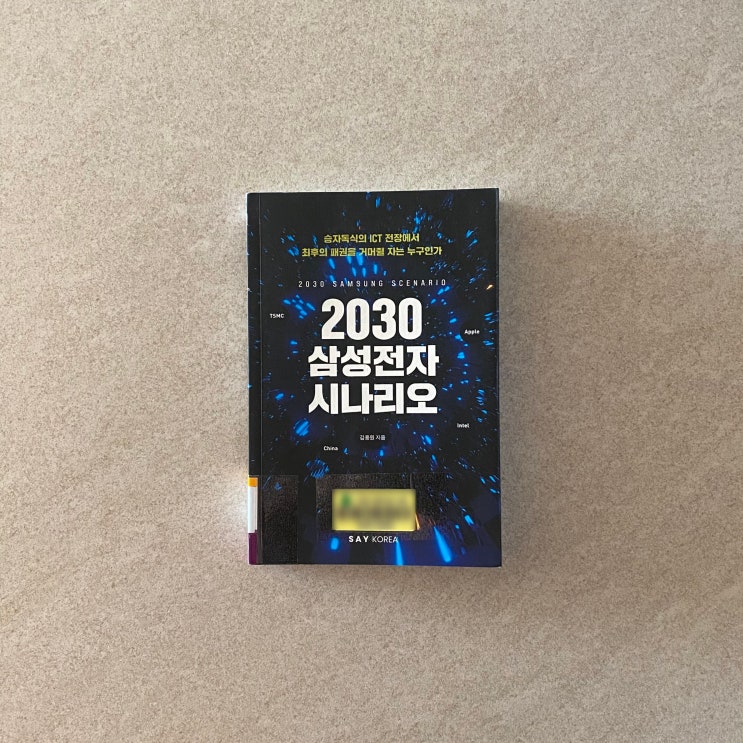 승자독식의 ICT 전장에서
최후의 패권을 거머쥘 자는 누구인가
2030 SAMSUNG SCENARIO
2030
삼성전자
시나리오
TSMC
Apple
Intel
China
김용원 지음
SAY KOREA